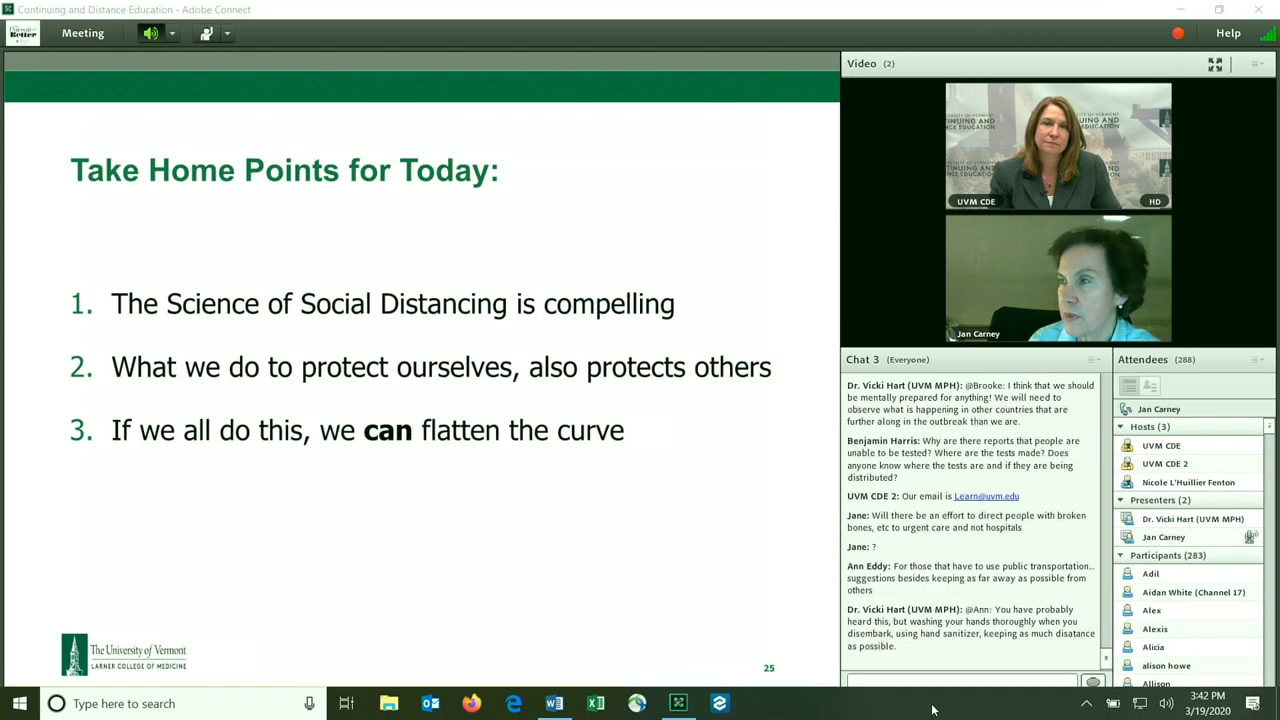 Continuing and Distance Education - Adobe Connect
Pursuit
Better
Meeting
Help
Take Home Points for Today:
1. The Science of Social Distancing is compelling
2. What we do to protect ourselves, also protects others
3. If we all do this, we can flatten the curve
The University of Vermont
LARNER COLLEGE OF MEDICINE
25
Video (2)
UVM CDE
HD
Jan Carney
Chat 3 (Everyone)
Dr. Vicki Hart (UVM MPH): @Brooke: I think that we should
be mentally prepared for anything! We will need to
observe what is happening in other countries that are
further along in the outbreak than we are.
Benjamin Harris: Why are there reports that people are
unable to be tested? Where are the tests made? Does
anyone know where the tests are and if they are being
distributed?
UVM CDE 2: Our email is Learn@uvm.edu
Jane: Will there be an effort to direct people with broken
bones, etc to urgent care and not hospitals
Jane: ?
Ann Eddy: For those that have to use public transportation...
suggestions besides keeping as far away as possible from
others
Dr. Vicki Hart (UVM MPH): @Ann: You have probably
heard this, but washing your hands thoroughly when you
disembark, using hand sanitizer, keeping as much disatance
as possible.
Attendees (288)
Jan Carney
Hosts (3)
UVM CDE
UVM CDE 2
Nicole L'Huillier Fenton
Presenters (2)
Dr. Vicki Hart (UVM MPH)
Jan Carney
Participants (283)
Adil
Aidan White (Channel 17)
Alex
Alexis
Alicia
alison howe
Allison
Type here to search
3:42 PM
3/19/2020